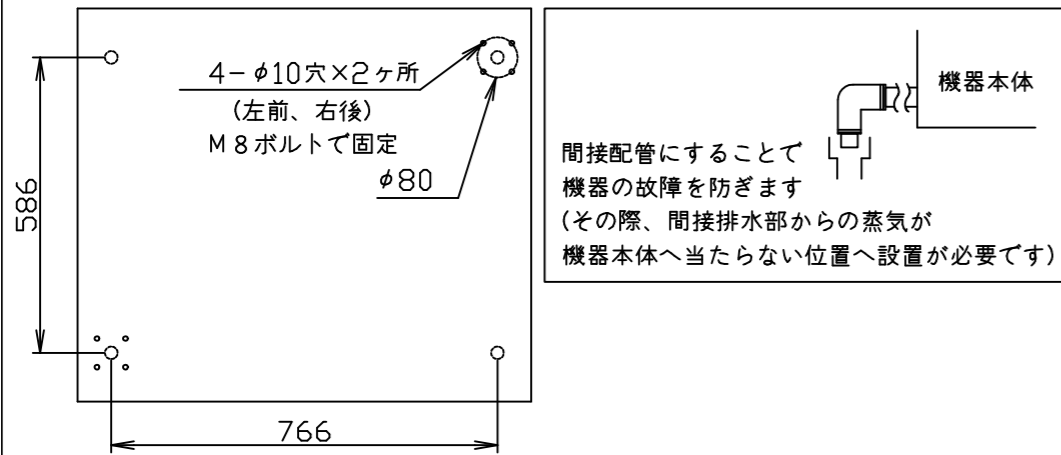 4-φ10穴×2ヶ所
(左前、右後)
M8ボルトで固定
φ80
586
766
機器本体
間接配管にすることで
機器の故障を防ぎます
(その際、間接排水部からの蒸気が
機器本体へ当たらない位置へ設置が必要です)